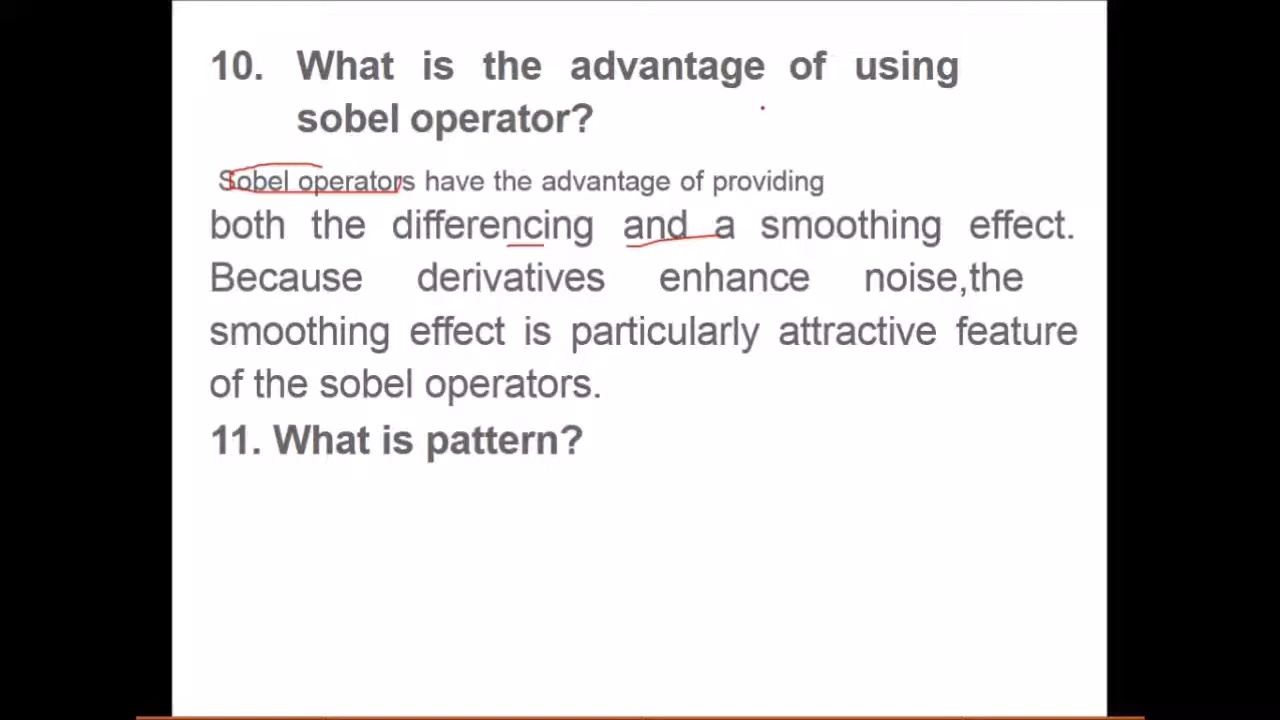 10. What is the advantage of using
sobel operator?
Sobel operators have the advantage of providing
both the differencing and a smoothing effect.
Because derivatives enhance noise,the
smoothing effect is particularly attractive feature
of the sobel operators.
11. What is pattern?